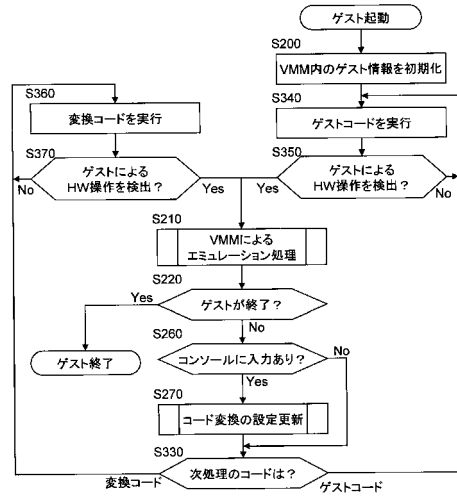 ゲスト起動
S200
VMM内のゲスト情報を初期化
S360
S340
変換コードを実行
ゲストコードを実行
S370
S350
ゲストによる
HW操作を検出?
ゲストによる
HW操作を検出?
No
Yes
Yes
No
S210
VMMによる
エミュレーション処理
S220
Yes
ゲストが終了?
No
S260
ゲスト終了
コンソールに入力あり?
No
Yes
S270
コード変換の設定更新
S330
次処理のコードは?
変換コード
ゲストコード